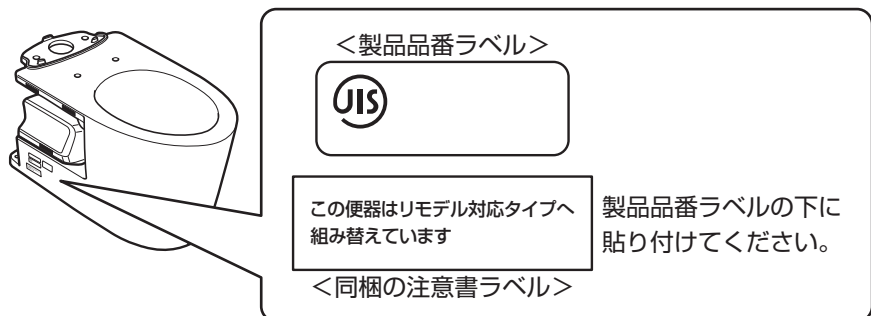 ＜製品品番ラベル＞
JIS
この便器はリモデル対応タイプへ
組み替えています
製品品番ラベルの下に
貼り付けてください。
＜同梱の注意書ラベル＞